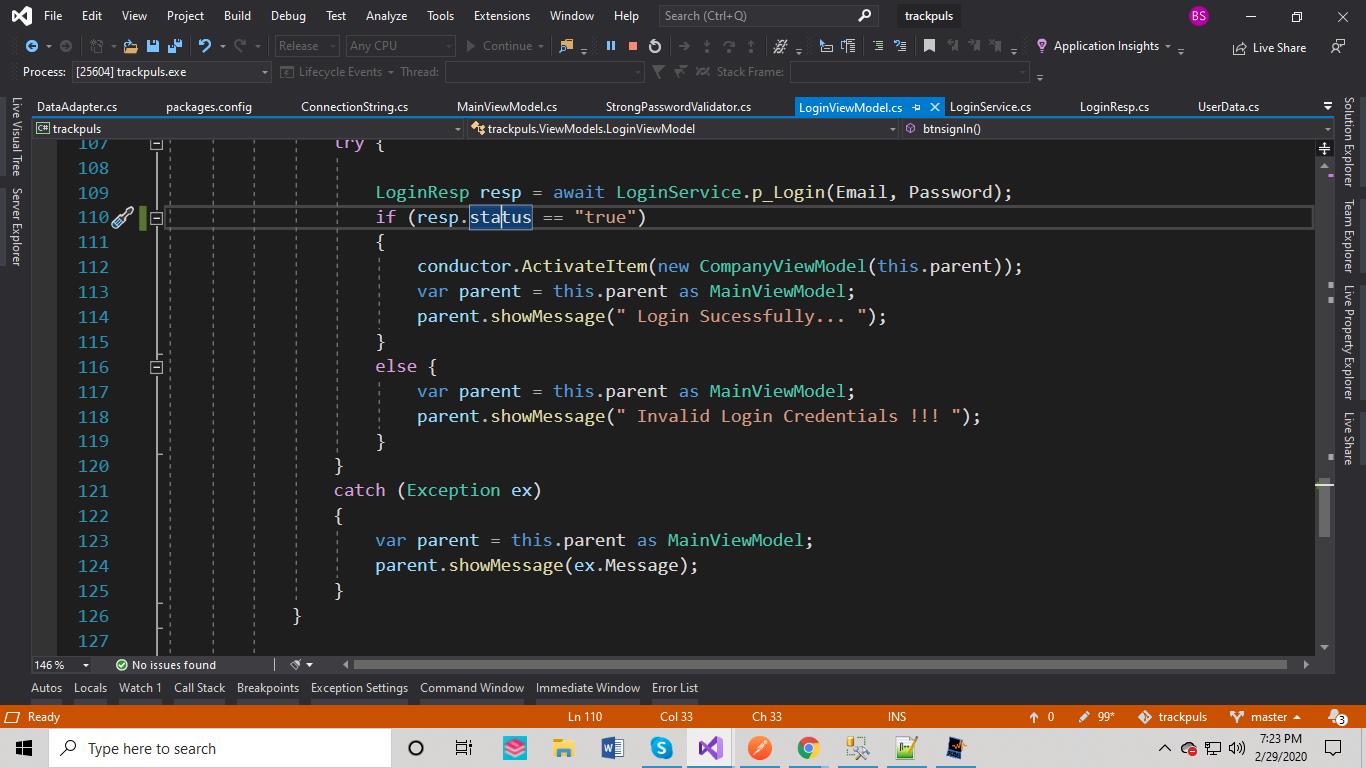 File Edit View Project Build Debug Test Analyze Tools Extensions Window Help Search (Ctrl+Q) trackpuls BS
Release Any CPU Continue Application Insights Live Share
Process: [25604] trackpuls.exe Lifecycle Events Thread: Stack Frame:
Live Visual Tree
Server Explorer
DataAdapter.cs packages.config ConnectionString.cs MainViewModel.cs StrongPasswordValidator.cs LoginViewModel.cs LoginService.cs LoginResp.cs UserData.cs
C# trackpuls trackpuls.ViewModels.LoginViewModel btnsignIn()
107 try {
108
109 LoginResp resp = await LoginService.p_Login(Email, Password);
110 if (resp.status == "true")
111 {
112 conductor.ActivateItem(new CompanyViewModel(this.parent));
113 var parent = this.parent as MainViewModel;
114 parent.showMessage(" Login Sucessfully... ");
115 }
116 else {
117 var parent = this.parent as MainViewModel;
118 parent.showMessage(" Invalid Login Credentials !!! ");
119 }
120 }
121 catch (Exception ex)
122 {
123 var parent = this.parent as MainViewModel;
124 parent.showMessage(ex.Message);
125 }
126 }
127
Solution Explorer
Team Explorer
Live Property Explorer
Live Share
146 % No issues found
Autos Locals Watch 1 Call Stack Breakpoints Exception Settings Command Window Immediate Window Error List
Ready Ln 110 Col 33 Ch 33 INS 0 99* trackpuls master 3
Type here to search 7:23 PM
2/29/2020